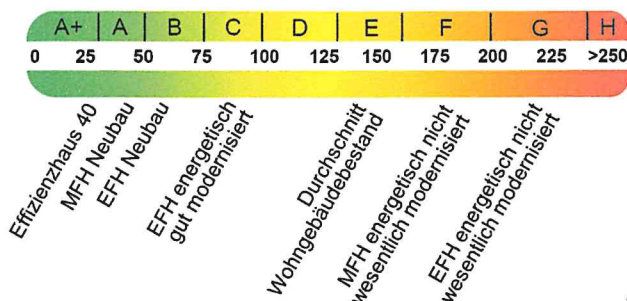 A+ A B C D E F G H
0 25 50 75 100 125 150 175 200 225 >250
Effizienzhaus 40
MFH Neubau
EFH Neubau
EFH energetisch
gut modernisiert
Durchschnitt
Wohngebäudebestand
MFH energetisch nicht
wesentlich modernisiert
EFH energetisch nicht
wesentlich modernisiert